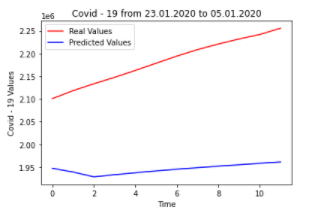 Covid - 19 from 23.01.2020 to 05.01.2020
1e6
Real Values
Predicted Values
2.25
2.20
2.15
2.10
2.05
2.00
1.95
Covid - 19 Values
0 2 4 6 8 10
Time